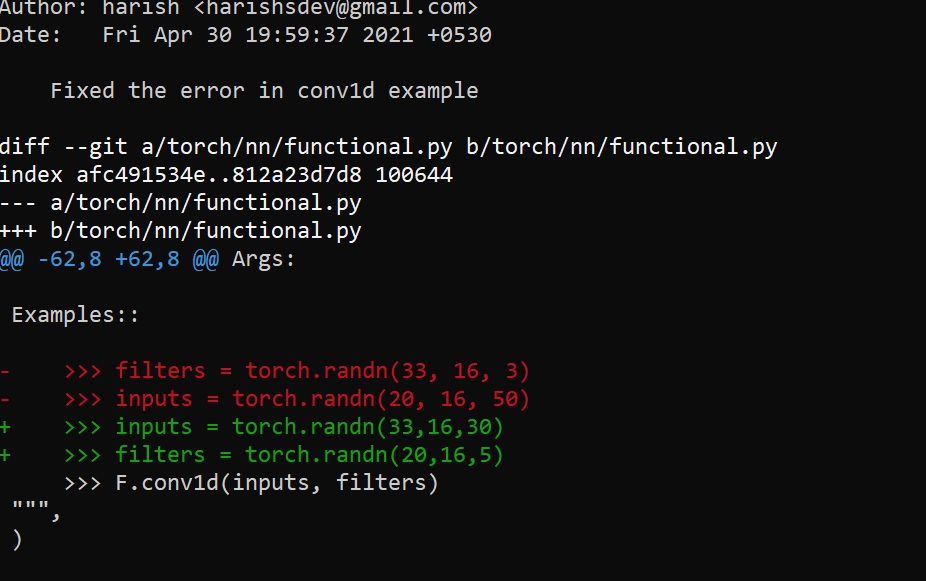 Author: harish <harishsdev@gmail.com>
Date:   Fri Apr 30 19:59:37 2021 +0530
    Fixed the error in conv1d example
diff --git a/torch/nn/functional.py b/torch/nn/functional.py
index afc491534e..812a23d7d8 100644
--- a/torch/nn/functional.py
+++ b/torch/nn/functional.py
@@ -62,8 +62,8 @@ Args:
 Examples::
-    >>> filters = torch.randn(33, 16, 3)
-    >>> inputs = torch.randn(20, 16, 50)
+    >>> inputs = torch.randn(33,16,30)
+    >>> filters = torch.randn(20,16,5)
     >>> F.conv1d(inputs, filters)
 """,
 )